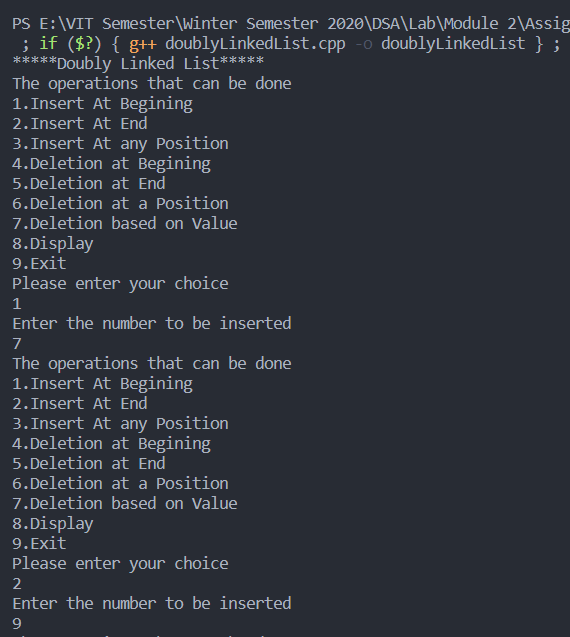 PS E:\VIT Semester\Winter Semester 2020\DSA\Lab\Module 2\Assig
; if ($?) { g++ doublyLinkedList.cpp -o doublyLinkedList } ;
*****Doubly Linked List*****
The operations that can be done
1.Insert At Begining
2.Insert At End
3.Insert At any Position
4.Deletion at Begining
5.Deletion at End
6.Deletion at a Position
7.Deletion based on Value
8.Display
9.Exit
Please enter your choice
1
Enter the number to be inserted
7
The operations that can be done
1.Insert At Begining
2.Insert At End
3.Insert At any Position
4.Deletion at Begining
5.Deletion at End
6.Deletion at a Position
7.Deletion based on Value
8.Display
9.Exit
Please enter your choice
2
Enter the number to be inserted
9